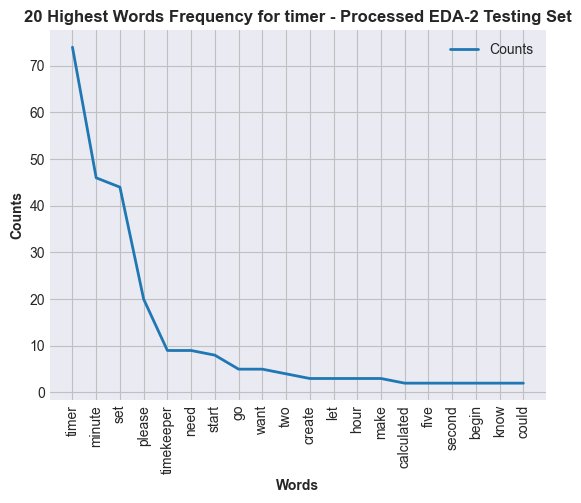 20 Highest Words Frequency for timer - Processed EDA-2 Testing Set
Counts
70
60
50
40
30
20
10
0
Counts
timer
minute
set
please
timekeeper
need
start
go
want
two
create
let
hour
make
calculated
five
second
begin
know
could
Words